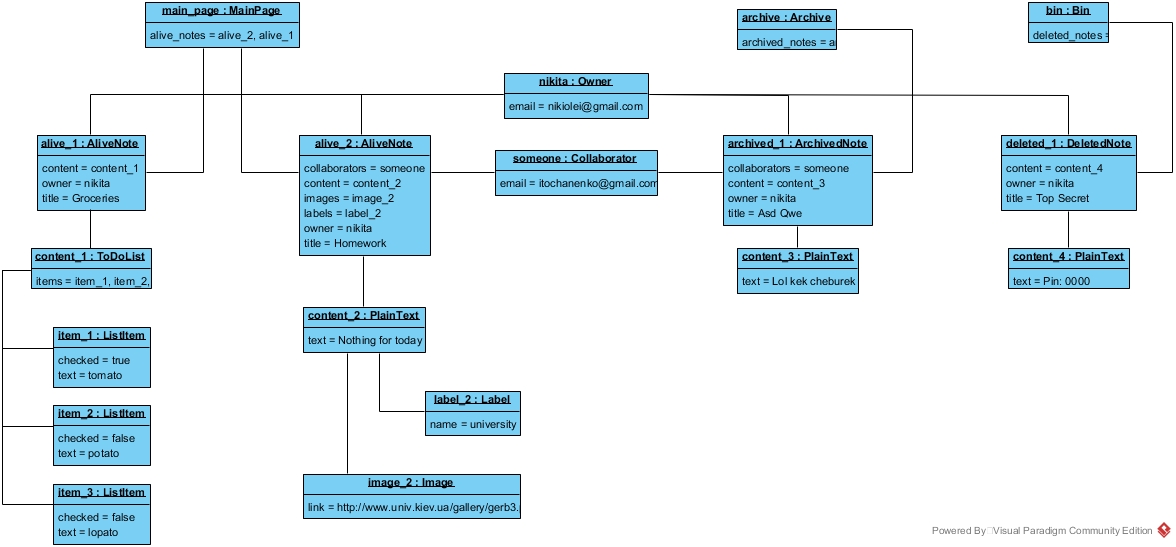 main_page : MainPage
alive_notes = alive_2, alive_1
archive : Archive
archived_notes = a
bin : Bin
deleted_notes =
nikita : Owner
email = nikiolei@gmail.com
alive_1 : AliveNote
content = content_1
owner = nikita
title = Groceries
alive_2 : AliveNote
collaborators = someone
content = content_2
images = image_2
labels = label_2
owner = nikita
title = Homework
someone : Collaborator
email = itochanenko@gmail.com
archived_1 : ArchivedNote
collaborators = someone
content = content_3
owner = nikita
title = Asd Qwe
deleted_1 : DeletedNote
content = content_4
owner = nikita
title = Top Secret
content_1 : ToDoList
items = item_1, item_2,
content_3 : PlainText
text = Lol kek cheburek
content_4 : PlainText
text = Pin: 0000
content_2 : PlainText
text = Nothing for today
item_1 : ListItem
checked = true
text = tomato
item_2 : ListItem
checked = false
text = potato
label_2 : Label
name = university
image_2 : Image
link = http://www.univ.kiev.ua/gallery/gerb3.
item_3 : ListItem
checked = false
text = lopato
Powered By Visual Paradigm Community Edition